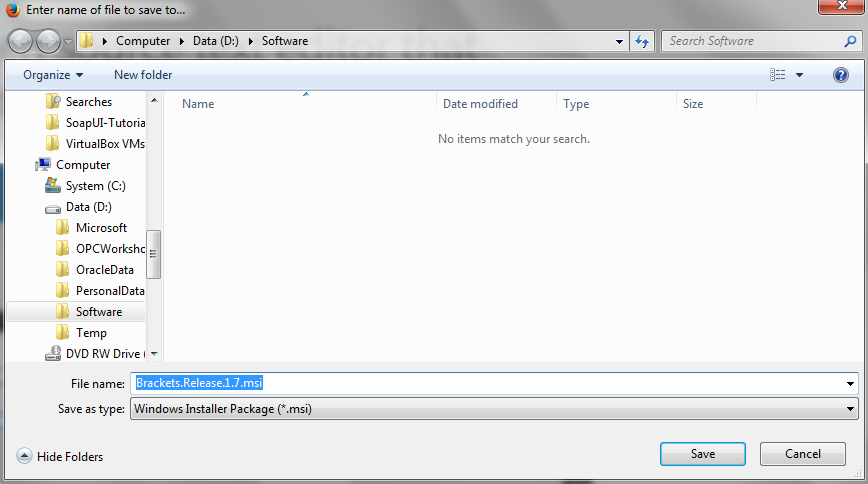 Enter name of file to save to...
Computer Data (D:) Software
Search Software
Organize
New folder
Name
Date modified
Type
Size
No items match your search.
Searches
SoapUI-Tutoria
VirtualBox VMs
Computer
System (C:)
Data (D:)
Microsoft
OPCWorksho
OracleData
PersonalData
Software
Temp
DVD RW Drive (
File name: Brackets.Release.1.7.msi
Save as type: Windows Installer Package (*.msi)
Hide Folders
Save
Cancel